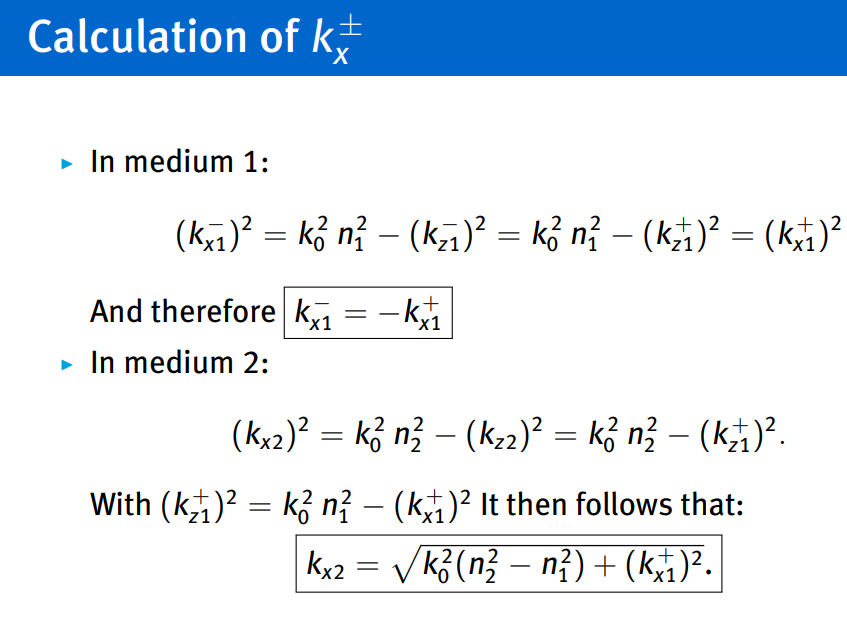 Calculation of $k_x^{\pm}$
▸ In medium 1:
$(k_{x1}^{-})^2 = k_0^2 \, n_1^2 - (k_{z1}^{-})^2 = k_0^2 \, n_1^2 - (k_{z1}^{+})^2 = (k_{x1}^{+})^2$
And therefore $\boxed{k_{x1}^{-} = -k_{x1}^{+}}$
▸ In medium 2:
$(k_{x2})^2 = k_0^2 \, n_2^2 - (k_{z2})^2 = k_0^2 \, n_2^2 - (k_{z1}^{+})^2.$
With $(k_{z1}^{+})^2 = k_0^2 \, n_1^2 - (k_{x1}^{+})^2$ It then follows that:
$\boxed{k_{x2} = \sqrt{k_0^2(n_2^2 - n_1^2) + (k_{x1}^{+})^2}.}$